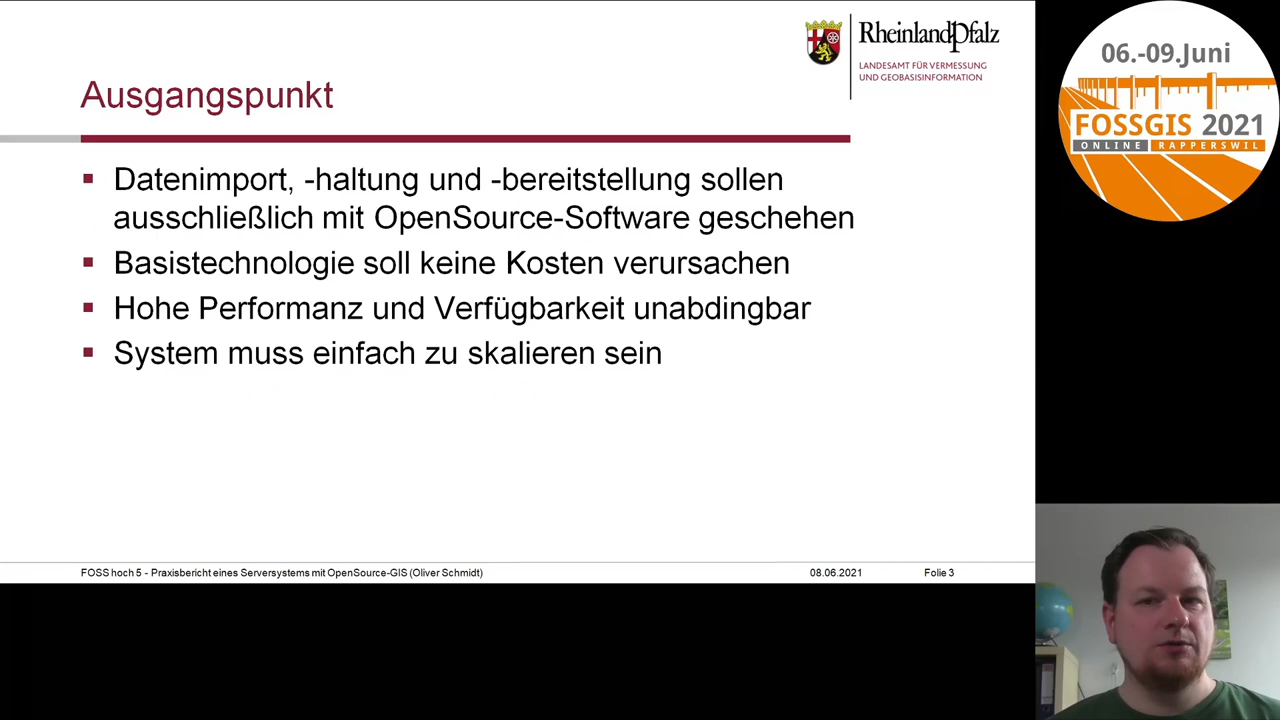 RheinlandPfalz
LANDESAMT FÜR VERMESSUNG
UND GEOBASISINFORMATION
Ausgangspunkt
Datenimport, -haltung und -bereitstellung sollen
ausschließlich mit OpenSource-Software geschehen
Basistechnologie soll keine Kosten verursachen
Hohe Performanz und Verfügbarkeit unabdingbar
System muss einfach zu skalieren sein
FOSS hoch 5 - Praxisbericht eines Serversystems mit OpenSource-GIS (Oliver Schmidt)
08.06.2021
Folie 3
06.-09.Juni
FOSSGIS 2021
ONLINE RAPPERSWIL